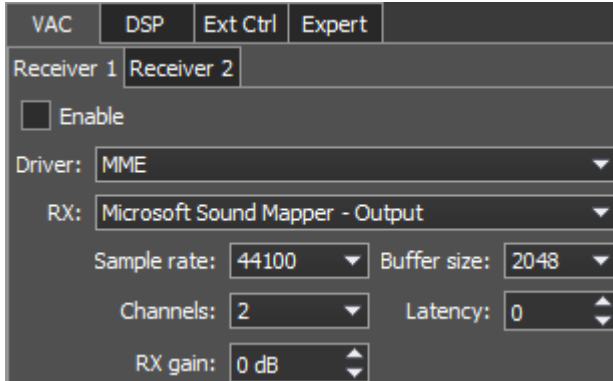 VAC DSP Ext Ctrl Expert
Receiver 1 Receiver 2
Enable
Driver: MME
RX: Microsoft Sound Mapper - Output
Sample rate: 44100 Buffer size: 2048
Channels: 2 Latency: 0
RX gain: 0 dB